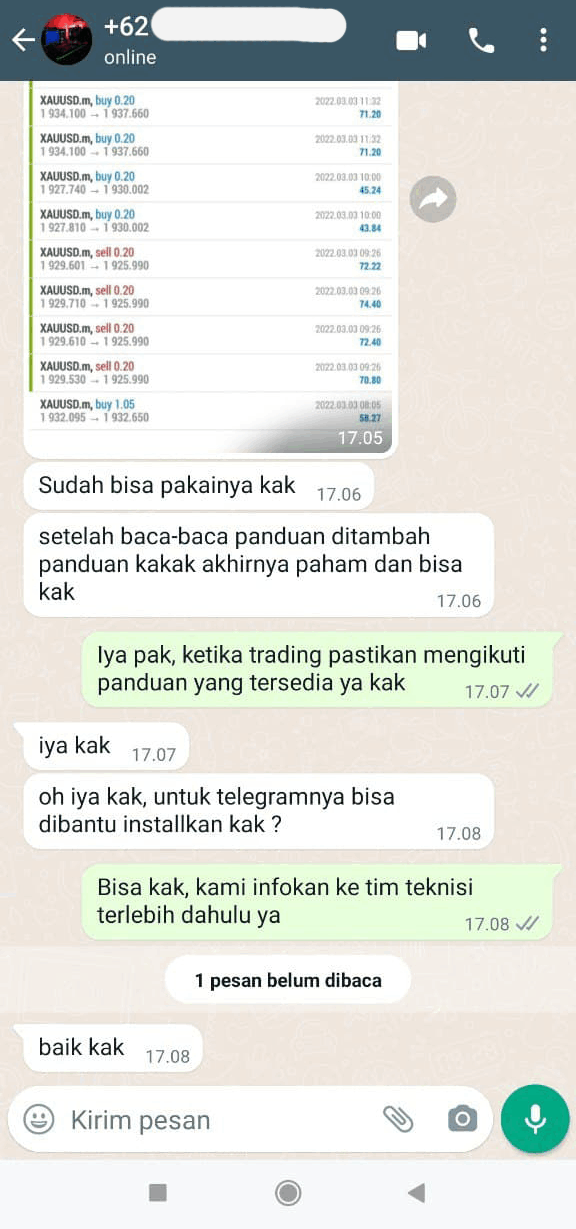 +62
online
XAUUSD.m, buy 0.20 2022.03.03 11:32
1 934.100 → 1 937.660 71.20
XAUUSD.m, buy 0.20 2022.03.03 11:32
1 934.100 → 1 937.660 71.20
XAUUSD.m, buy 0.20 2022.03.03 10:00
1 927.740 → 1 930.002 45.24
XAUUSD.m, buy 0.20 2022.03.03 10:00
1 927.810 → 1 930.002 43.84
XAUUSD.m, sell 0.20 2022.03.03 09:26
1 929.601 → 1 925.990 72.22
XAUUSD.m, sell 0.20 2022.03.03 09:26
1 929.710 → 1 925.990 74.40
XAUUSD.m, sell 0.20 2022.03.03 09:26
1 929.610 → 1 925.990 72.40
XAUUSD.m, sell 0.20 2022.03.03 09:26
1 929.530 → 1 925.990 70.80
XAUUSD.m, buy 1.05 2022.03.03 08:05
1 932.095 → 1 932.650 58.27
17.05
Sudah bisa pakainya kak 17.06
setelah baca-baca panduan ditambah
panduan kakak akhirnya paham dan bisa
kak 17.06
Iya pak, ketika trading pastikan mengikuti
panduan yang tersedia ya kak 17.07
iya kak 17.07
oh iya kak, untuk telegramnya bisa
dibantu installkan kak ? 17.08
Bisa kak, kami infokan ke tim teknisi
terlebih dahulu ya 17.08
1 pesan belum dibaca
baik kak 17.08
Kirim pesan